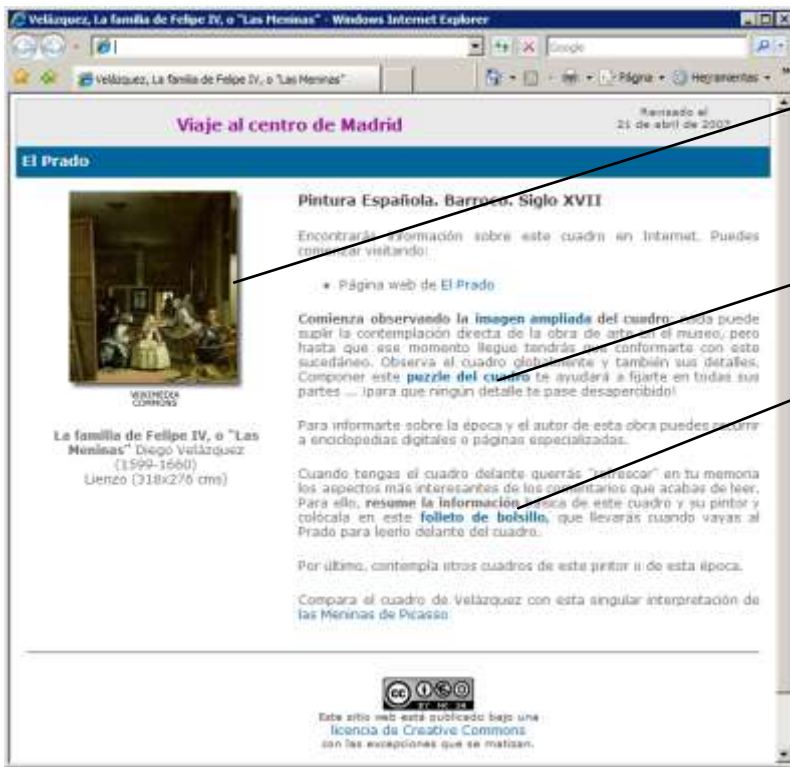 Velázquez, La familia de Felipe IV, o "Las Meninas" - Windows Internet Explorer
Google
Velázquez, La familia de Felipe IV, o "Las Meninas"
Página
Herramientas
Viaje al centro de Madrid
Revisado el
21 de abril de 2007
El Prado
Pintura Española. Barroco. Siglo XVII
Encontrarás información sobre este cuadro en Internet. Puedes
comenzar visitando:
• Página web de El Prado
Comienza observando la imagen ampliada del cuadro: nada puede
suplir la contemplación directa de la obra de arte en el museo, pero
hasta que ese momento llegue tendrás que conformarte con este
sucedáneo. Observa el cuadro globalmente y también sus detalles.
Componer este puzzle del cuadro te ayudará a fijarte en todas sus
partes ... ¡para que ningún detalle te pase desapercibido!
WIKIMEDIA
COMMONS
La familia de Felipe IV, o "Las
Meninas" Diego Velázquez
(1599-1660)
Lienzo (318x276 cms)
Para informarte sobre la época y el autor de esta obra puedes recurrir
a enciclopedias digitales o páginas especializadas.
Cuando tengas el cuadro delante querrás "refrescar" en tu memoria
los aspectos más interesantes de los comentarios que acabas de leer.
Para ello, resume la información básica de este cuadro y su pintor y
colócala en este folleto de bolsillo, que llevarás cuando vayas al
Prado para leerlo delante del cuadro.
Por último, contempla otros cuadros de este pintor o de esta época.
Compara el cuadro de Velázquez con esta singular interpretación de
las Meninas de Picasso
cc
BY NC SA
Este sitio web está publicado bajo una
licencia de Creative Commons
con las excepciones que se matizan.